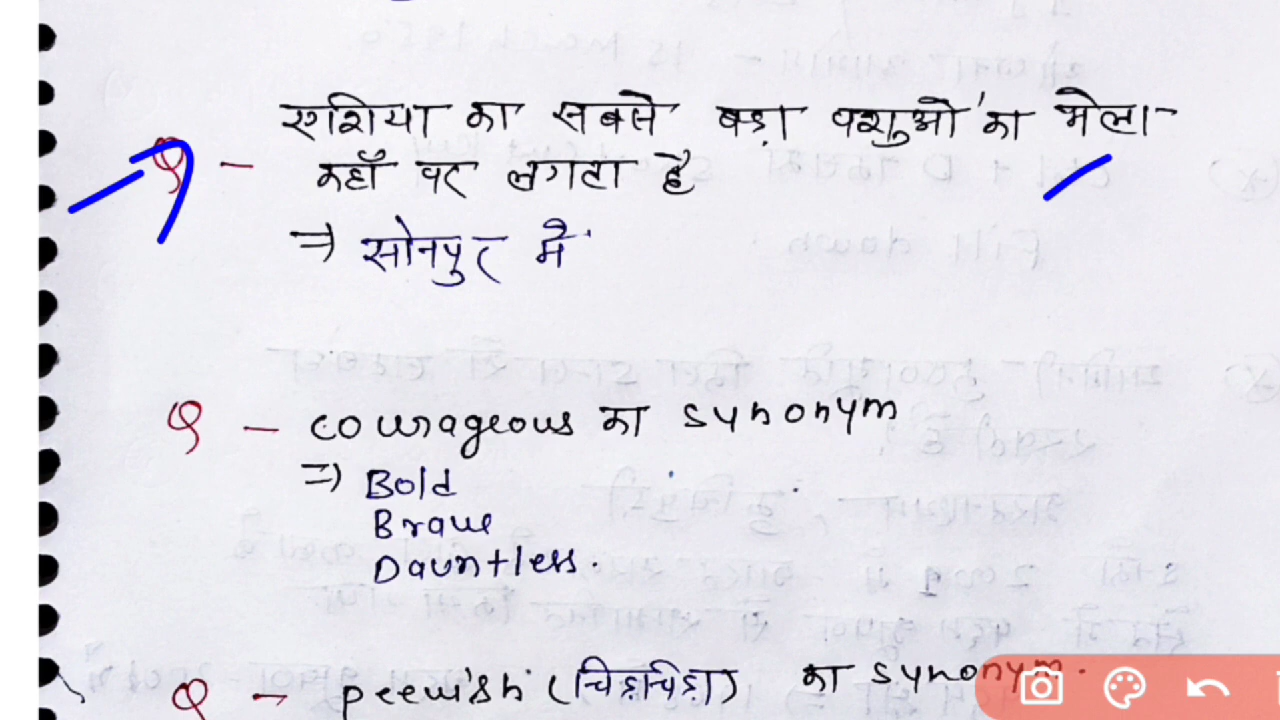 एशिया का सबसे बड़ा पशुओं का मेला
Q - कहाँ पर लगता है
=> सोनपुर में
Q - courageous का synonym
=> Bold
Brave
Dauntless.
Q - peevish (चिड़चिड़ा) का synonym.